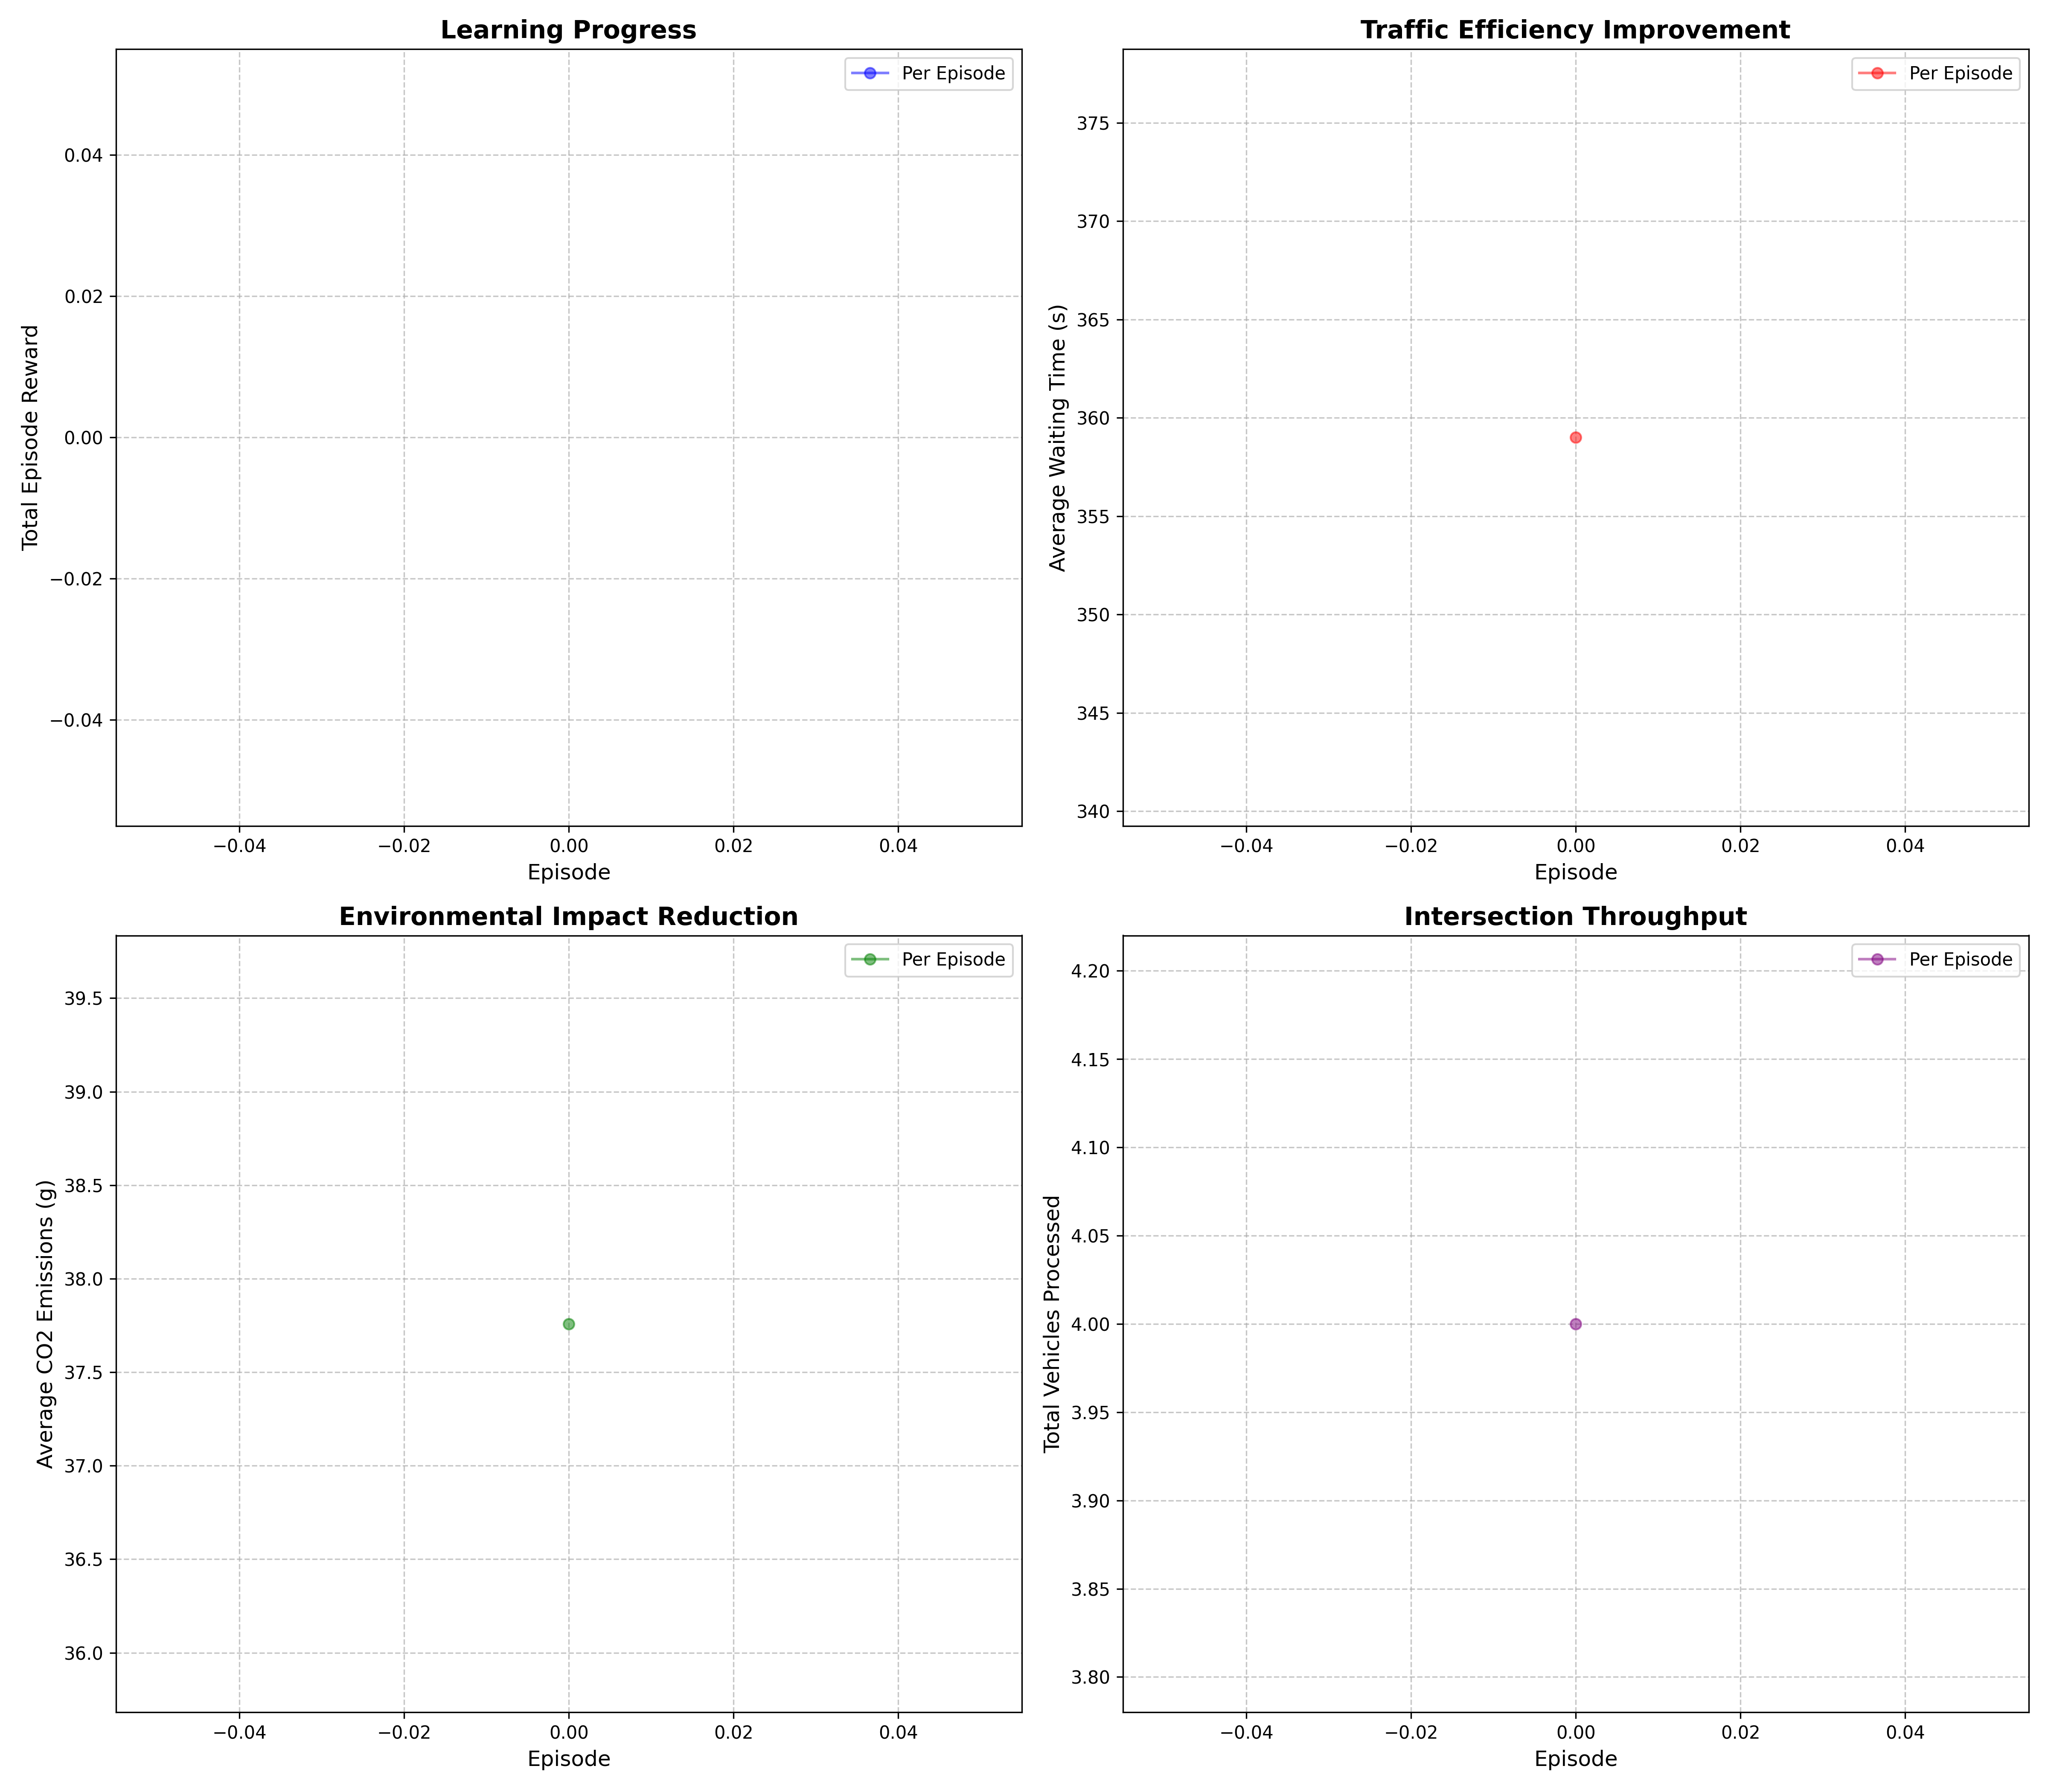 Learning Progress
Per Episode
0.04
0.02
0.00
−0.02
−0.04
Total Episode Reward
−0.04 −0.02 0.00 0.02 0.04
Episode
Traffic Efficiency Improvement
Per Episode
375
370
365
360
355
350
345
340
Average Waiting Time (s)
−0.04 −0.02 0.00 0.02 0.04
Episode
Environmental Impact Reduction
Per Episode
39.5
39.0
38.5
38.0
37.5
37.0
36.5
36.0
Average CO2 Emissions (g)
−0.04 −0.02 0.00 0.02 0.04
Episode
Intersection Throughput
Per Episode
4.20
4.15
4.10
4.05
4.00
3.95
3.90
3.85
3.80
Total Vehicles Processed
−0.04 −0.02 0.00 0.02 0.04
Episode